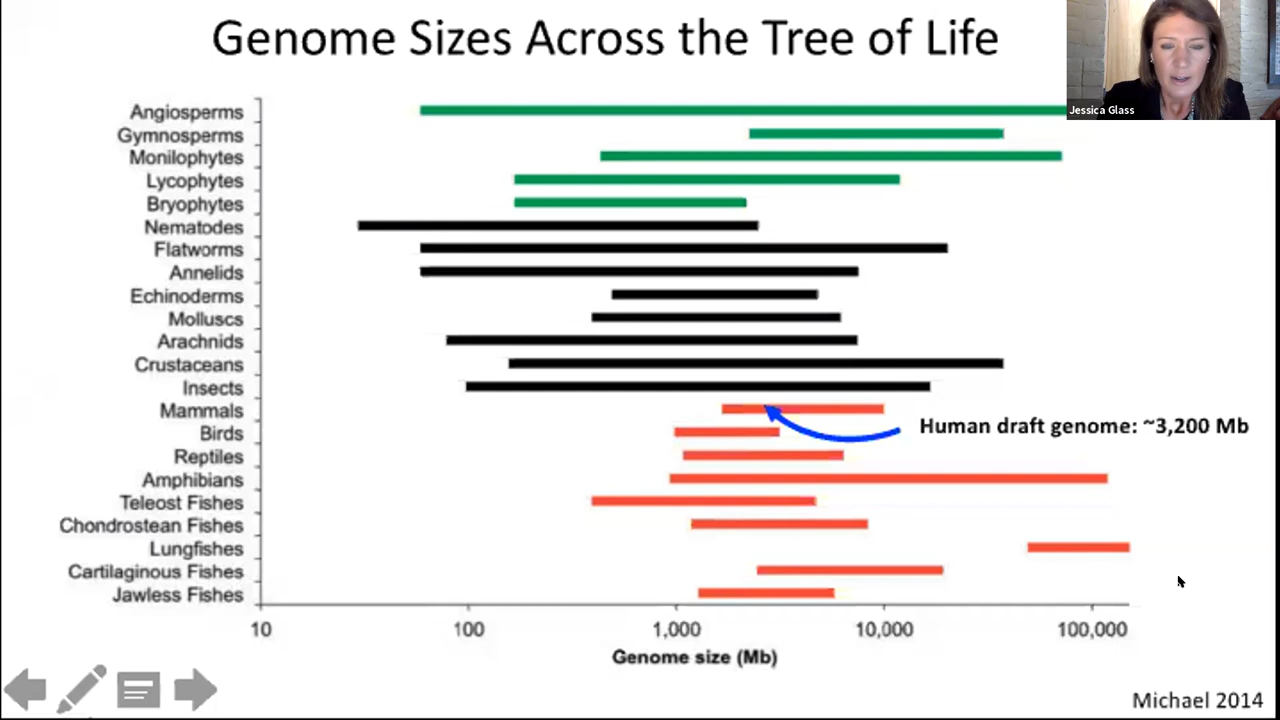 Genome Sizes Across the Tree of Life
Jessica Glass
Angiosperms
Gymnosperms
Monilophytes
Lycophytes
Bryophytes
Nematodes
Flatworms
Annelids
Echinoderms
Molluscs
Arachnids
Crustaceans
Insects
Mammals
Birds
Reptiles
Amphibians
Teleost Fishes
Chondrostean Fishes
Lungfishes
Cartilaginous Fishes
Jawless Fishes
Human draft genome: ~3,200 Mb
10 100 1,000 10,000 100,000
Genome size (Mb)
Michael 2014